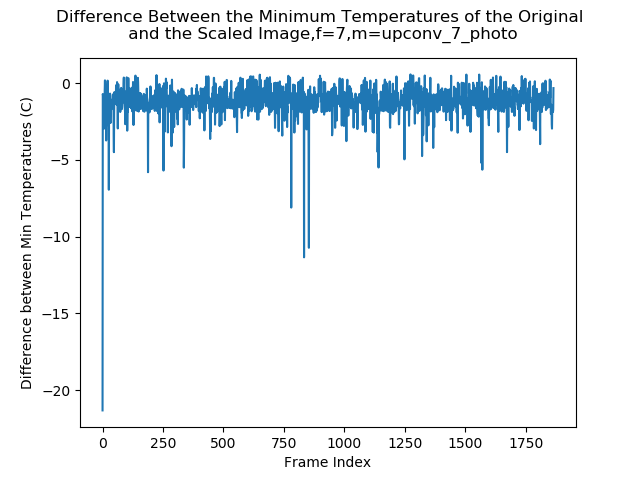 Difference Between the Minimum Temperatures of the Original
and the Scaled Image,f=7,m=upconv_7_photo
Difference between Min Temperatures (C)
0
−5
−10
−15
−20
0 250 500 750 1000 1250 1500 1750
Frame Index